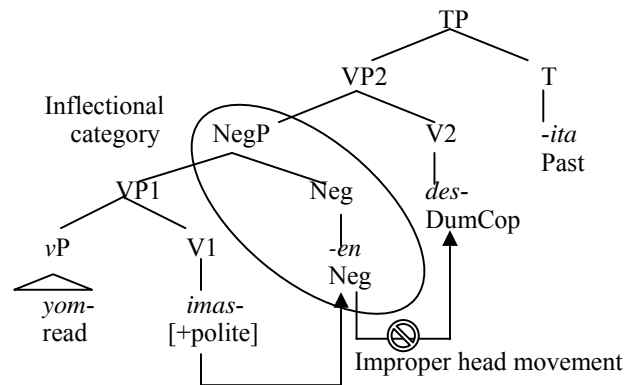 TP
VP2 T
Inflectional
category
NegP V2 -ita
Past
VP1 Neg des-
DumCop
vP V1 -en
Neg
yom- imas-
read [+polite]
Improper head movement